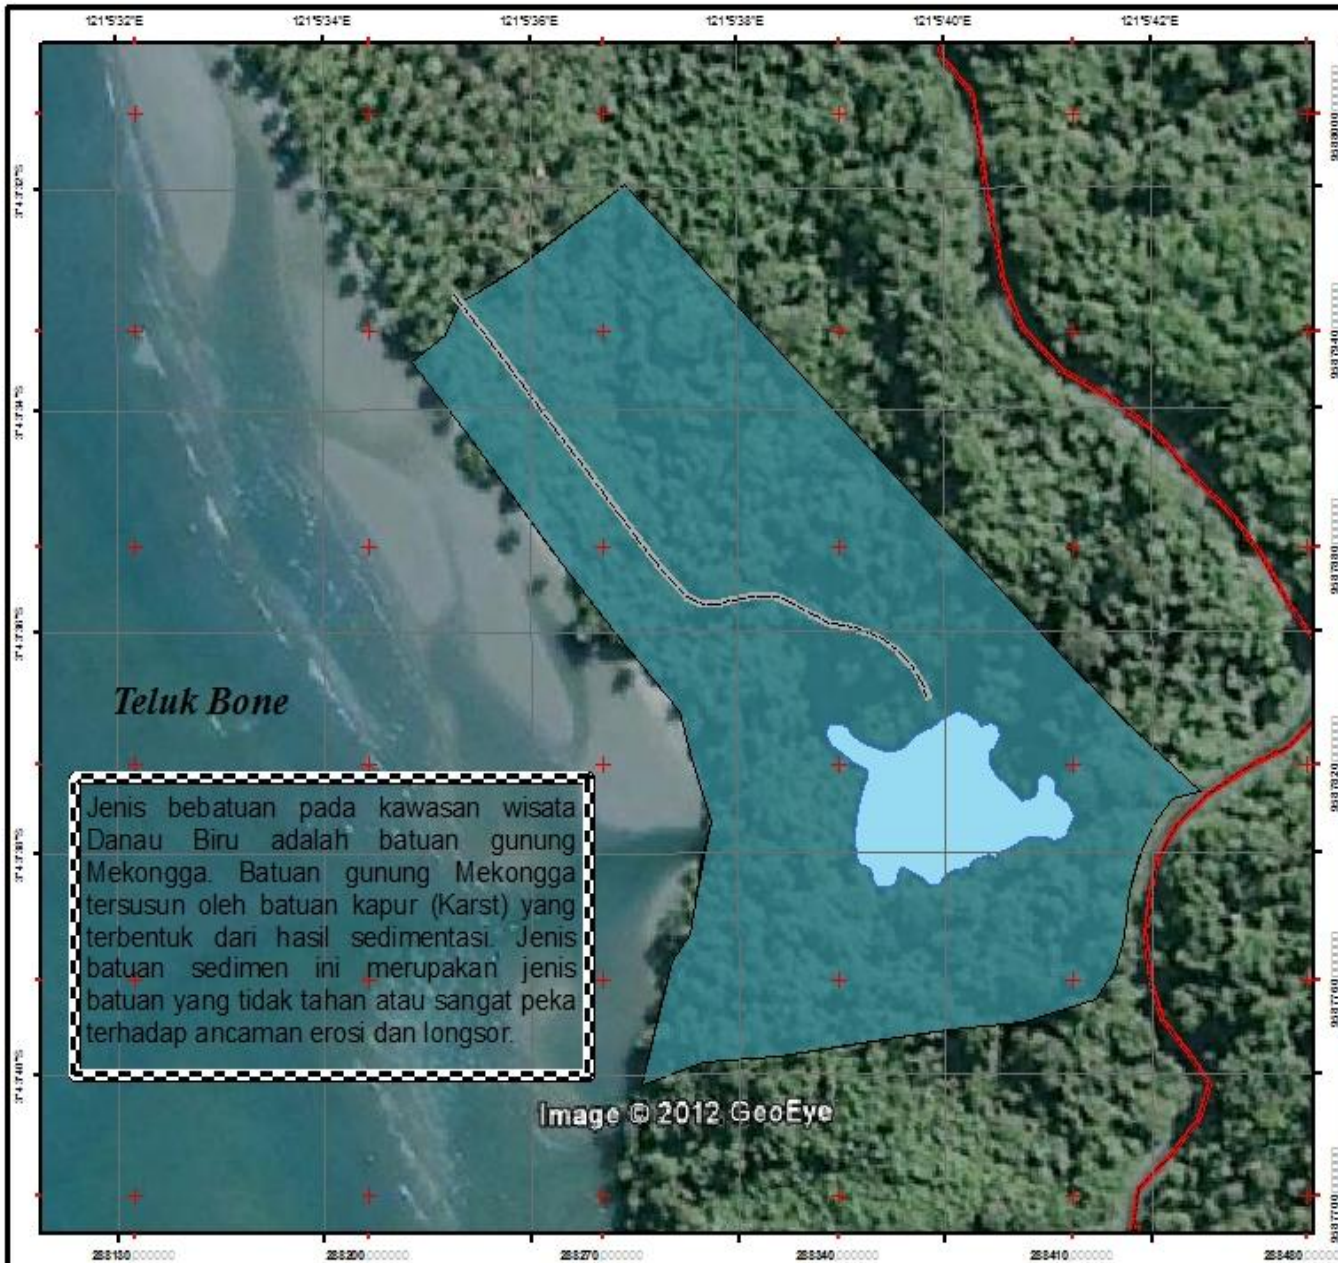 121°5'32"E 121°5'34"E 121°5'36"E 121°5'38"E 121°5'40"E 121°5'42"E
Teluk Bone
Jenis bebatuan pada kawasan wisata
Danau Biru adalah batuan gunung
Mekongga. Batuan gunung Mekongga
tersusun oleh batuan kapur (Karst) yang
terbentuk dari hasil sedimentasi. Jenis
batuan sedimen ini merupakan jenis
batuan yang tidak tahan atau sangat peka
terhadap ancaman erosi dan longsor.
Image © 2012 GeoEye